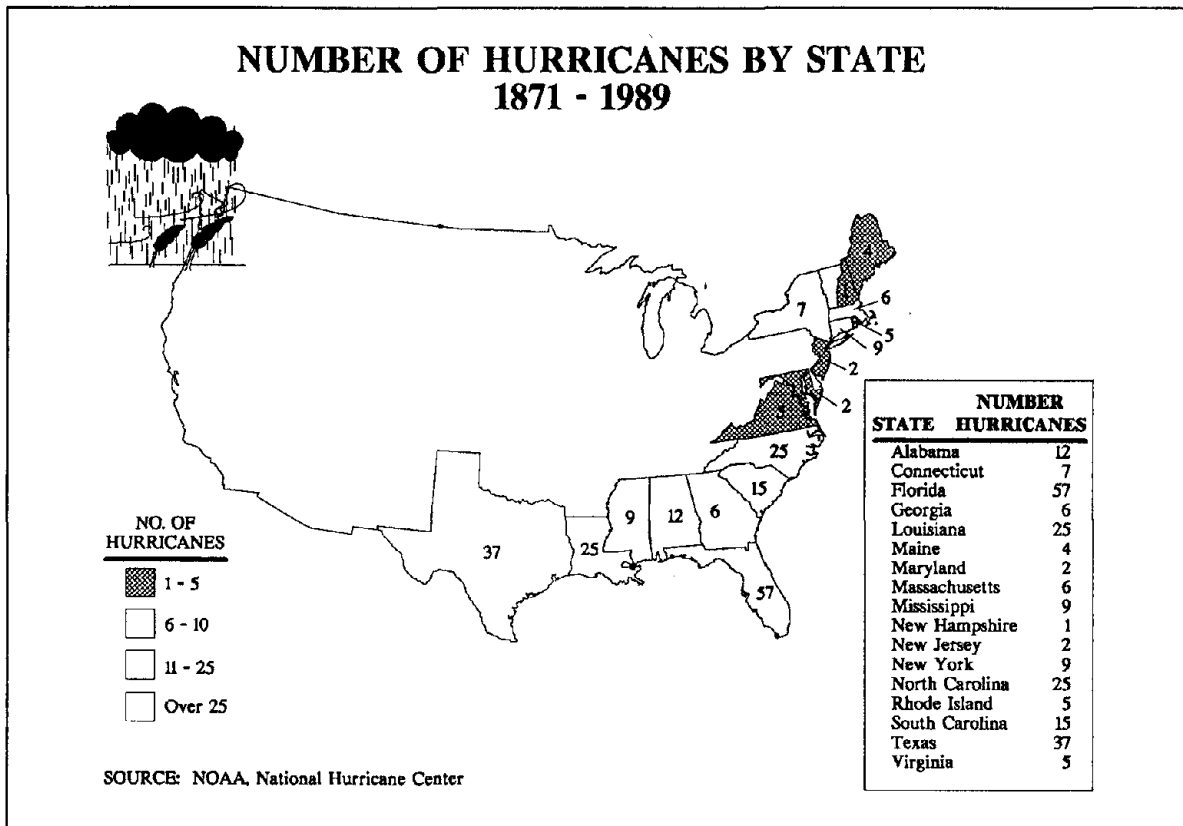 NUMBER OF HURRICANES BY STATE
1871 - 1989
4
1
7
6
5
9
2
2
25
15
9
12
6
37
25
57
NO. OF
HURRICANES
1 - 5
6 - 10
11 - 25
Over 25
NUMBER
STATE HURRICANES
Alabama 12
Connecticut 7
Florida 57
Georgia 6
Louisiana 25
Maine 4
Maryland 2
Massachusetts 6
Mississippi 9
New Hampshire 1
New Jersey 2
New York 9
North Carolina 25
Rhode Island 5
South Carolina 15
Texas 37
Virginia 5
SOURCE: NOAA, National Hurricane Center